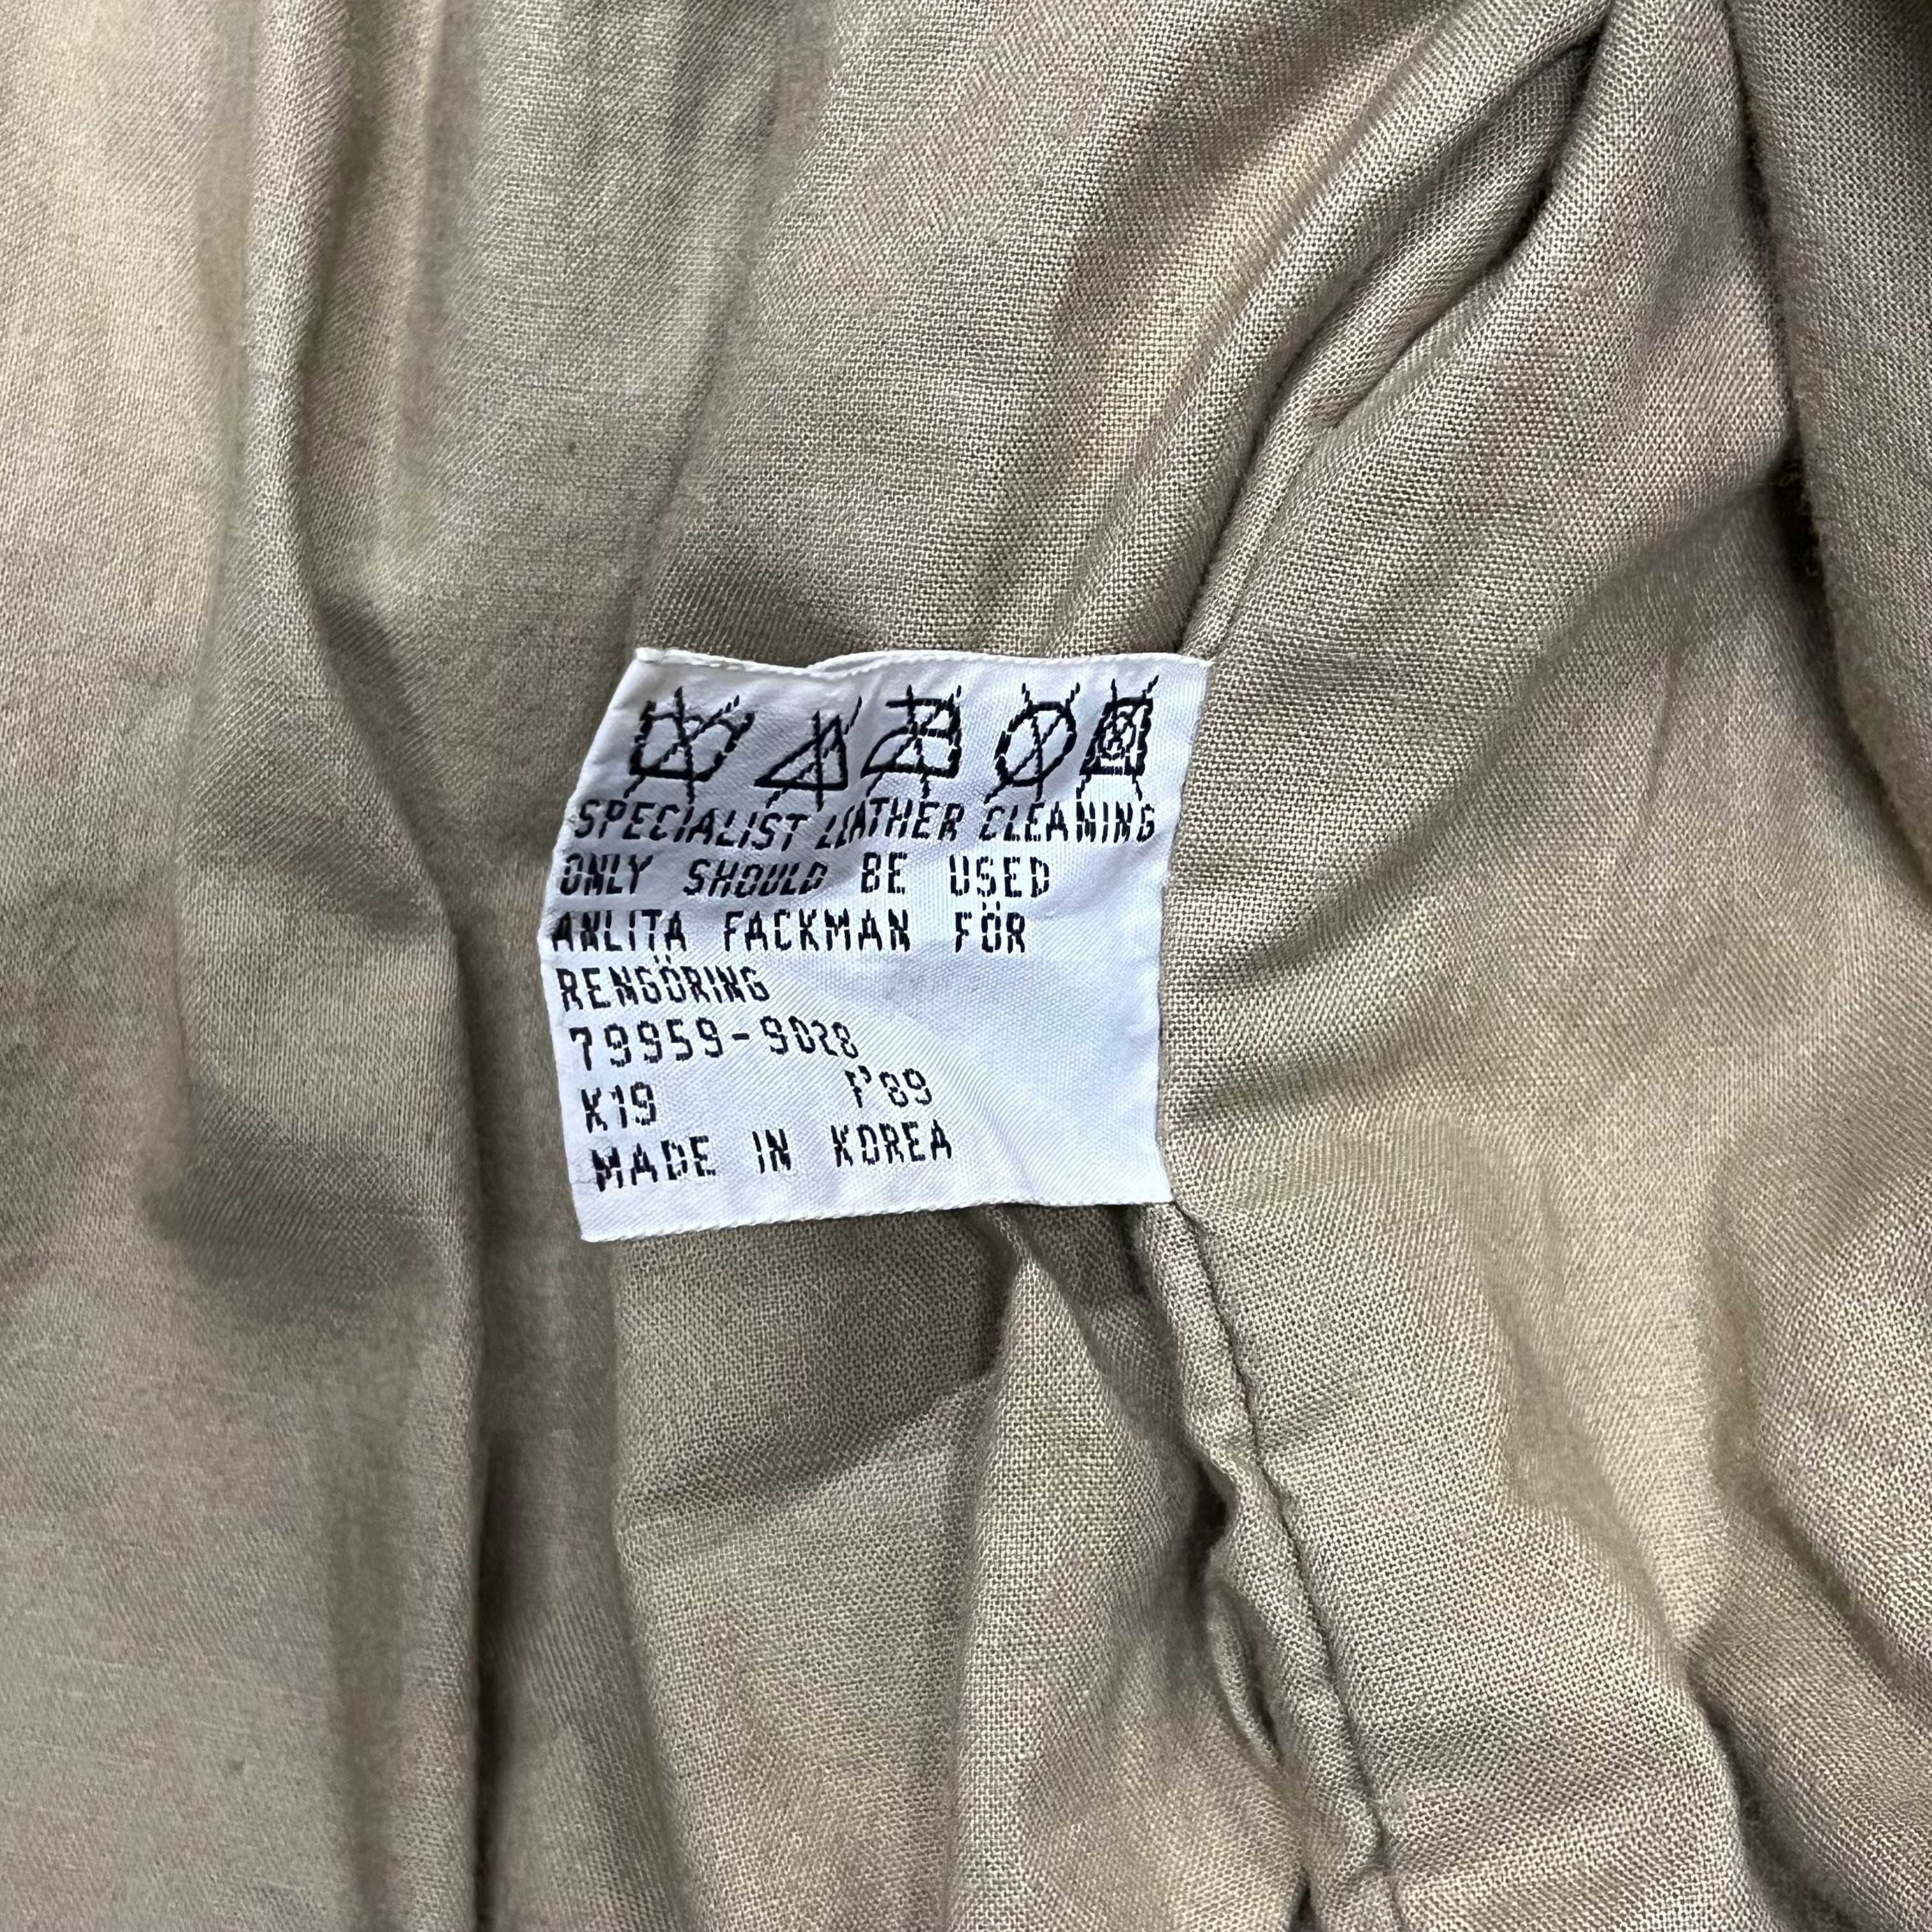 SPECIALIST LEATHER CLEANING
ONLY SHOULD BE USED
ANLITA FACKMAN FÖR
RENGÖRING
79959-9028
K19 F'89
MADE IN KOREA